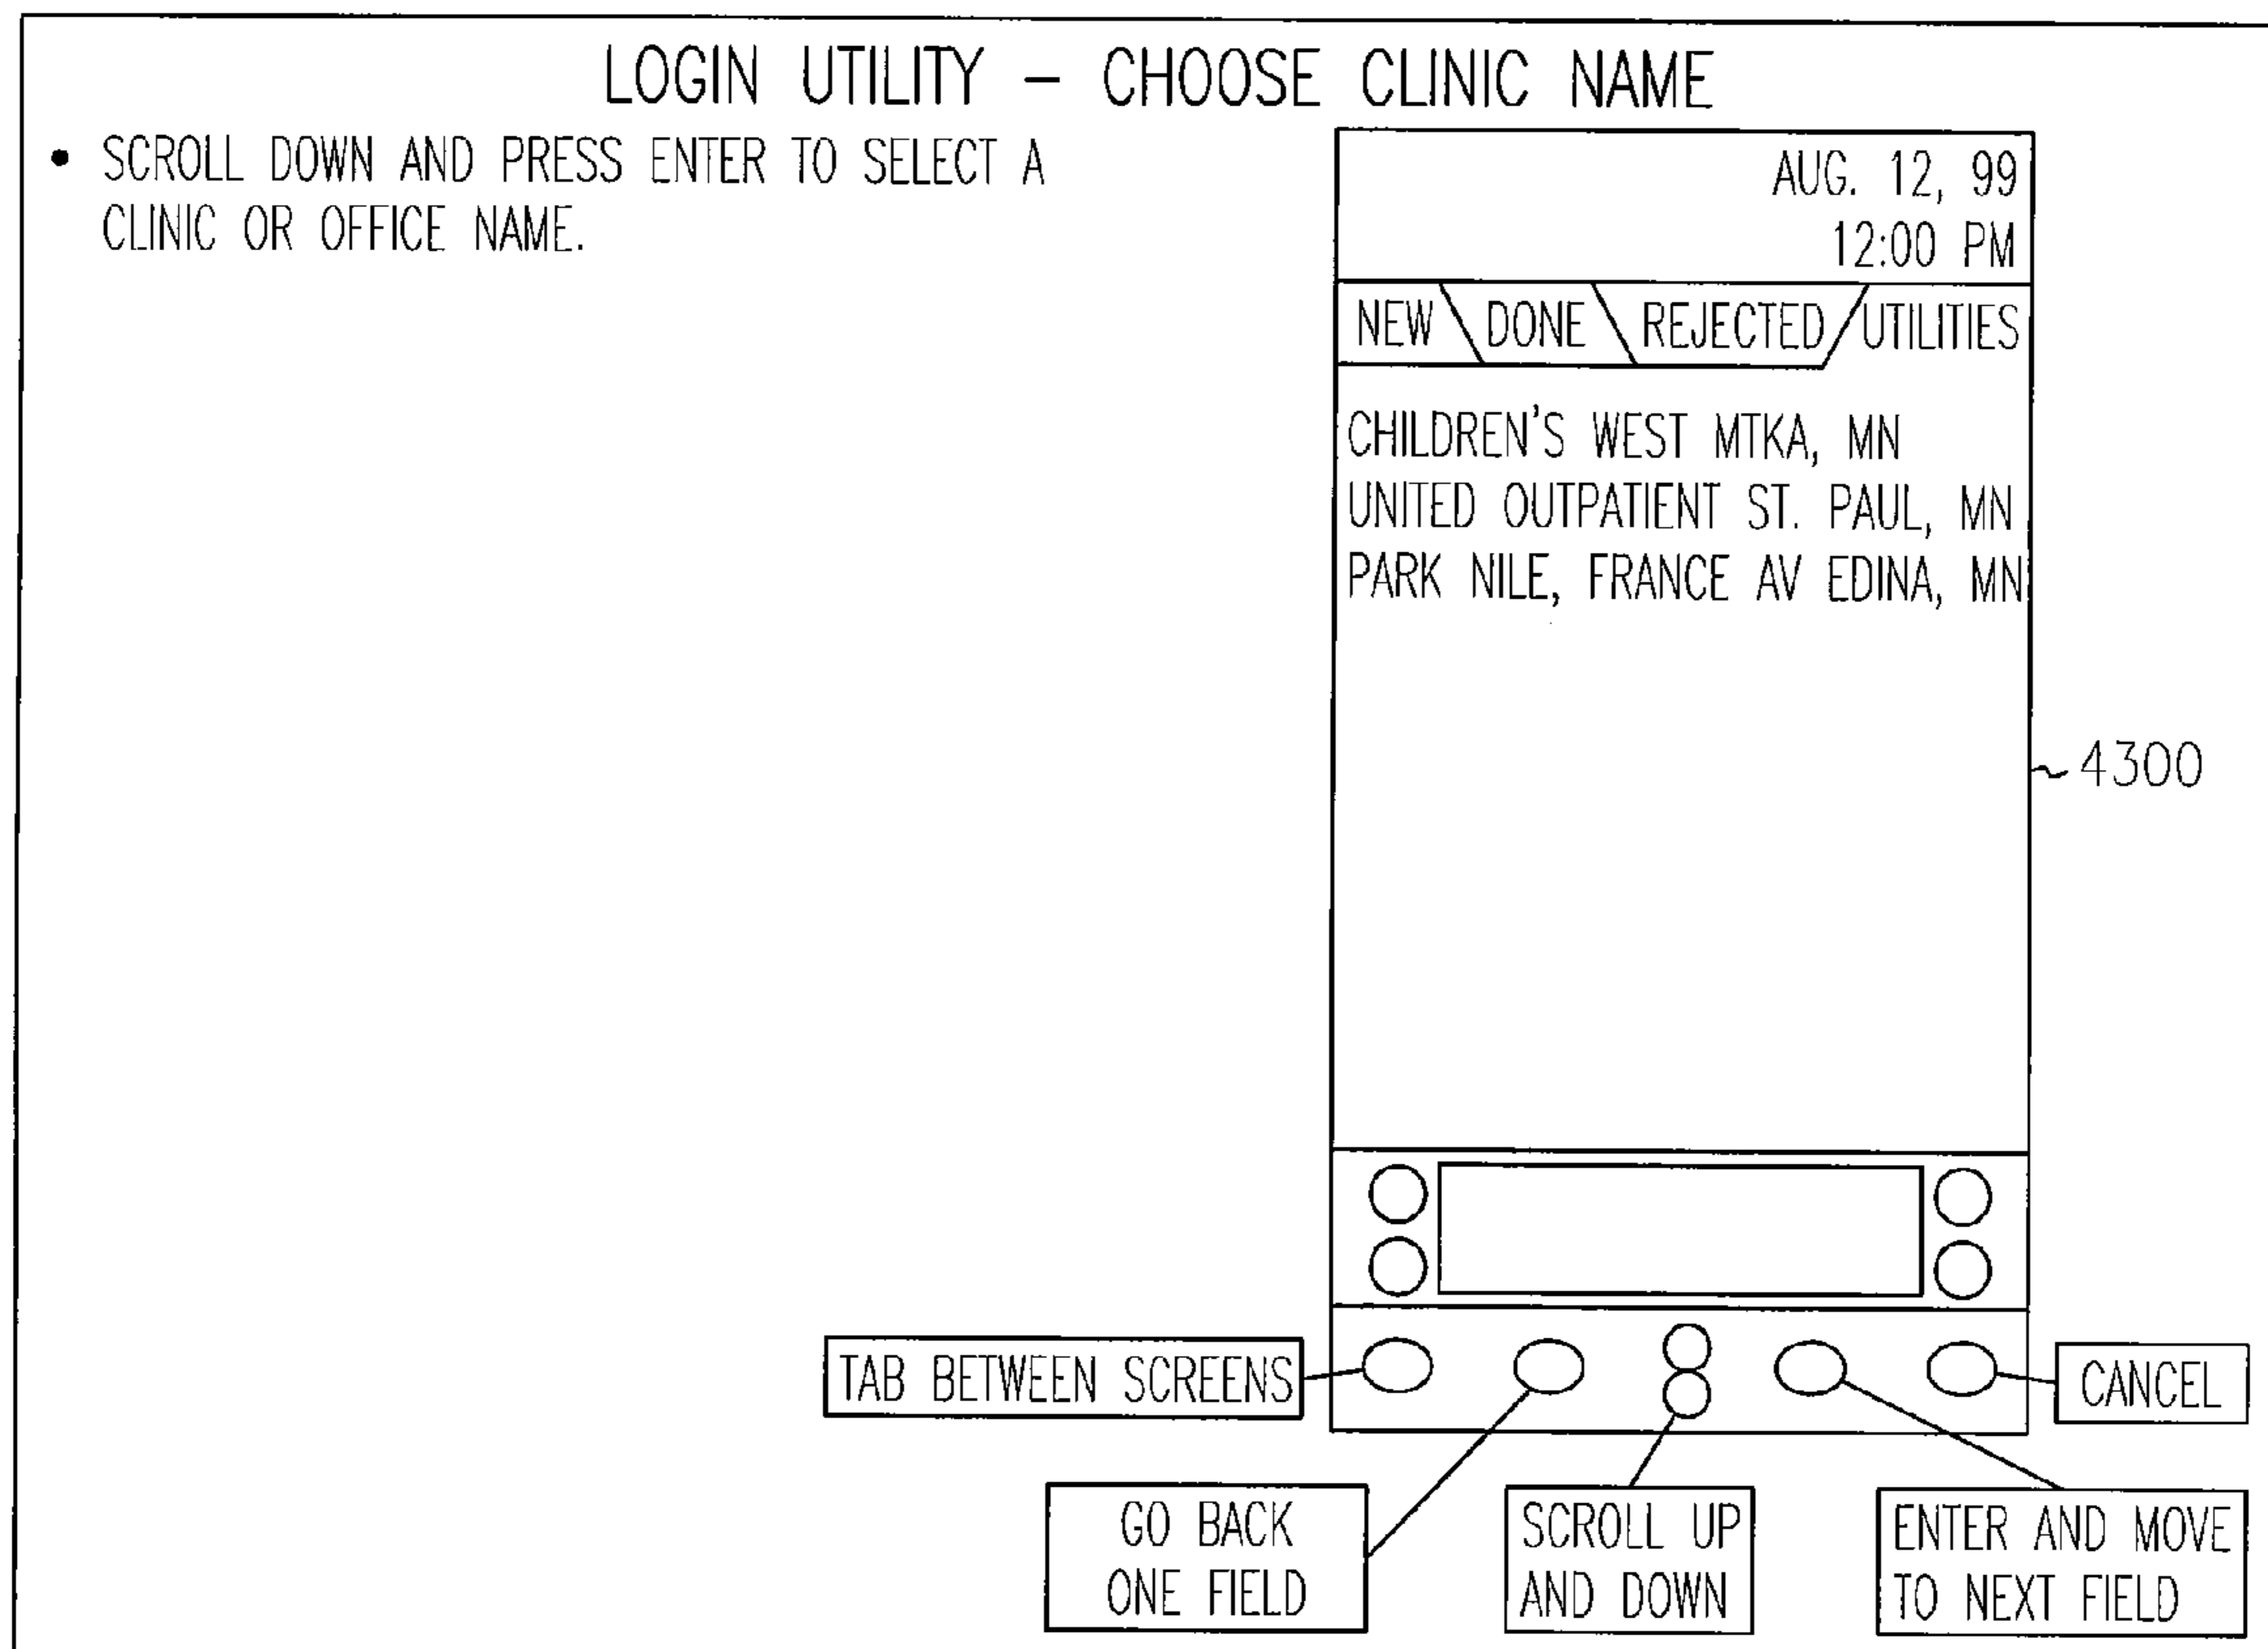 LOGIN UTILITY – CHOOSE CLINIC NAME
• SCROLL DOWN AND PRESS ENTER TO SELECT A
CLINIC OR OFFICE NAME.
AUG. 12, 99
12:00 PM
NEW DONE REJECTED UTILITIES
CHILDREN'S WEST MTKA, MN
UNITED OUTPATIENT ST. PAUL, MN
PARK NILE, FRANCE AV EDINA, MN
4300
TAB BETWEEN SCREENS
CANCEL
GO BACK
ONE FIELD
SCROLL UP
AND DOWN
ENTER AND MOVE
TO NEXT FIELD